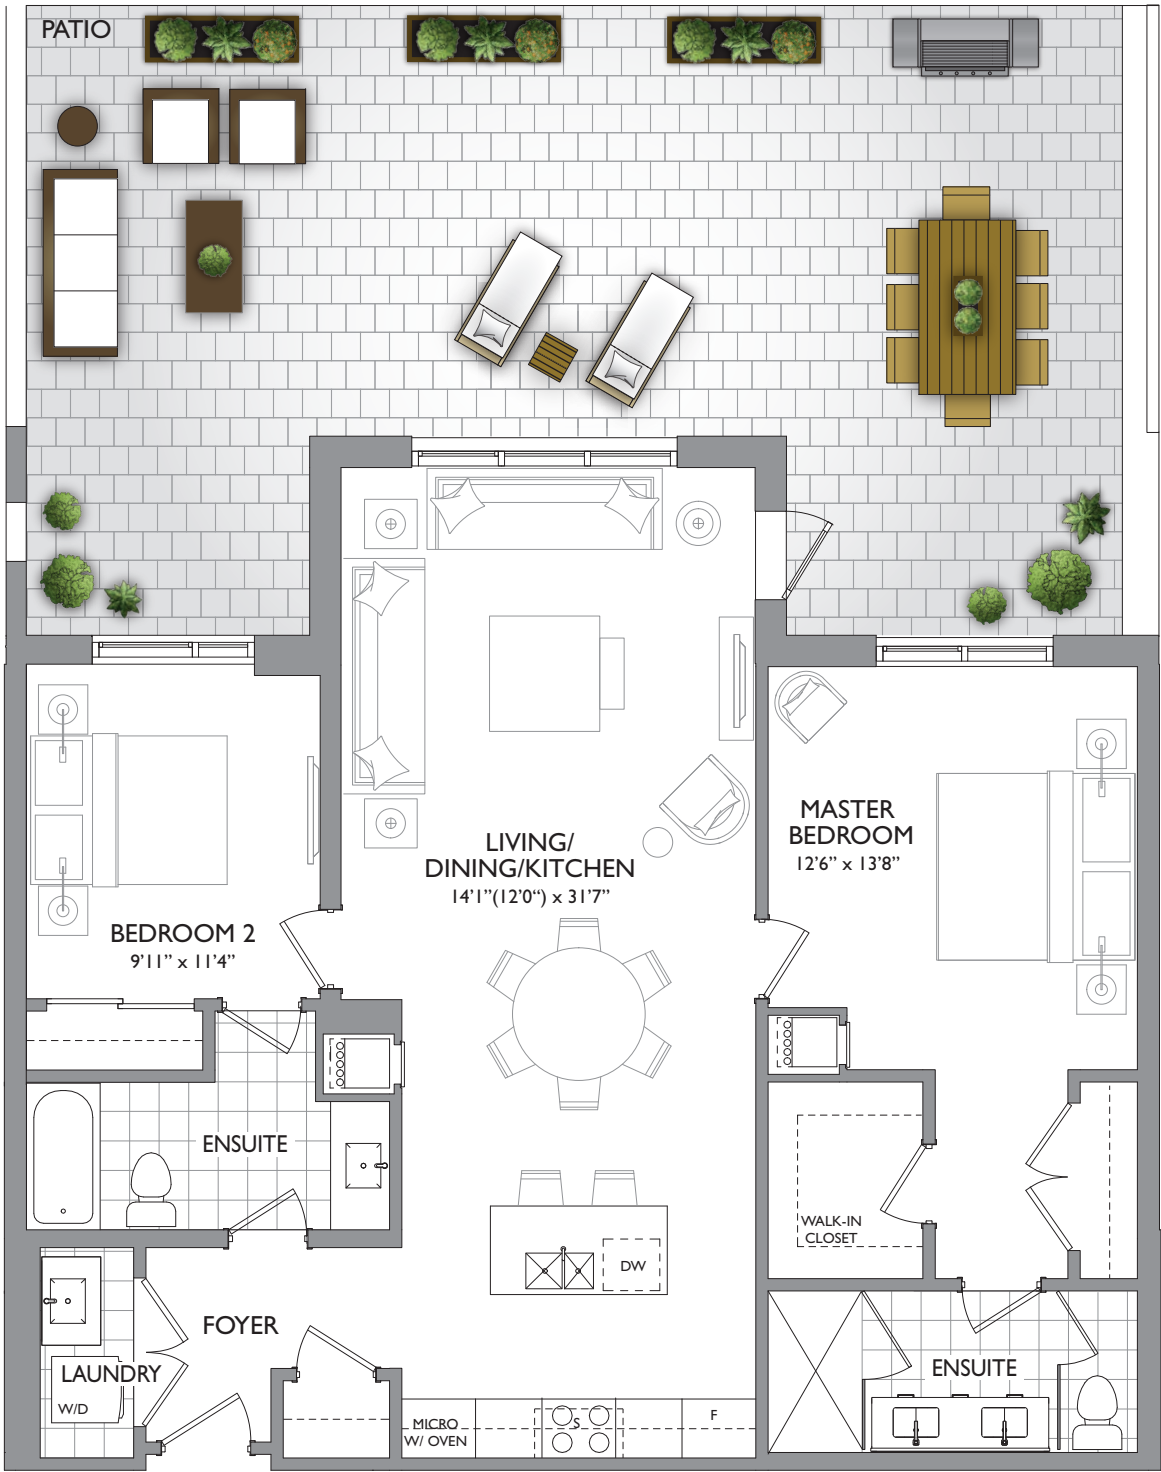 PATIO
LIVING/
DINING/KITCHEN
14'1"(12'0") x 31'7"
MASTER
BEDROOM
12'6" x 13'8"
BEDROOM 2
9'11" x 11'4"
ENSUITE
WALK-IN
CLOSET
DW
FOYER
LAUNDRY
W/D
ENSUITE
MICRO
W/ OVEN
S
F